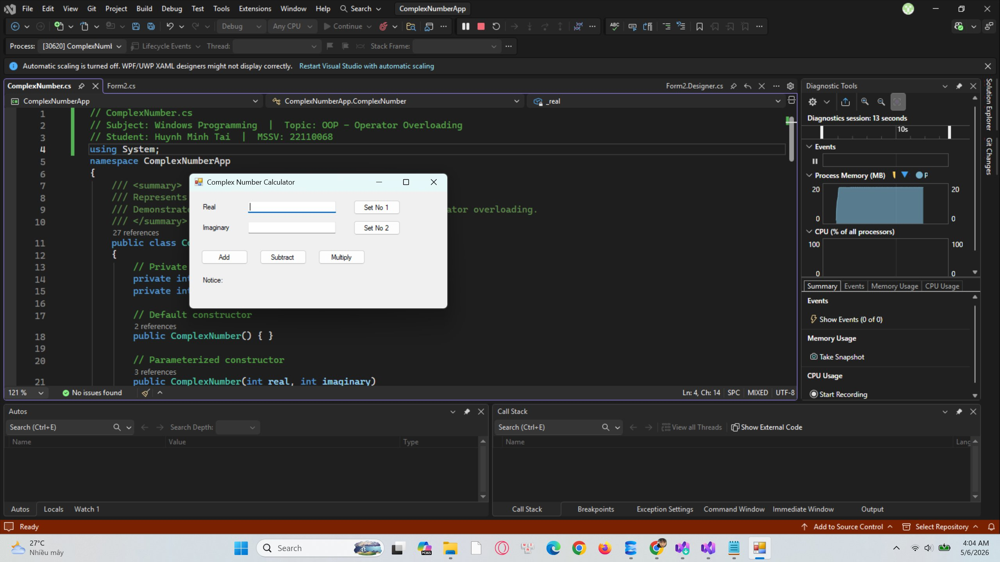 File Edit View Git Project Build Debug Test Tools Extensions Window Help Search ComplexNumberApp
Debug Any CPU Continue
Process: [30620] ComplexNumb Lifecycle Events Thread: Stack Frame:
Automatic scaling is turned off. WPF/UWP XAML designers might not display correctly. Restart Visual Studio with automatic scaling
ComplexNumber.cs Form2.cs Form2.Designer.cs
ComplexNumberApp ComplexNumberApp.ComplexNumber _real
1 // ComplexNumber.cs
2 // Subject: Windows Programming | Topic: OOP - Operator Overloading
3 // Student: Huynh Minh Tai | MSSV: 22110068
4 using System;
5 namespace ComplexNumberApp
6 {
7 /// <summary>
8 /// Represents
9 /// Demonstrate ator overloading.
10 /// </summary>
27 references
11 public class Co
12 {
13 // Private
14 private int
15 private int
16
17 // Default constructor
2 references
18 public ComplexNumber() { }
19
20 // Parameterized constructor
3 references
21 public ComplexNumber(int real, int imaginary)
Complex Number Calculator
Real Set No 1
Imaginary Set No 2
Add Subtract Multiply
Notice:
121 % No issues found Ln: 4, Ch: 14 SPC MIXED UTF-8
Diagnostic Tools
Diagnostics session: 13 seconds
10s
Events
Process Memory (MB) P
20 20
0 0
CPU (% of all processors)
100 100
0 0
Summary Events Memory Usage CPU Usage
Events
Show Events (0 of 0)
Memory Usage
Take Snapshot
CPU Usage
Start Recording
Solution Explorer
Git Changes
Autos
Search (Ctrl+E) Search Depth:
Name Value Type
Autos Locals Watch 1
Call Stack
Search (Ctrl+E) View all Threads Show External Code
Name Lang
Call Stack Breakpoints Exception Settings Command Window Immediate Window Output
Ready Add to Source Control Select Repository
27°C
Nhiều mây
Search
M365
4:04 AM
5/6/2026